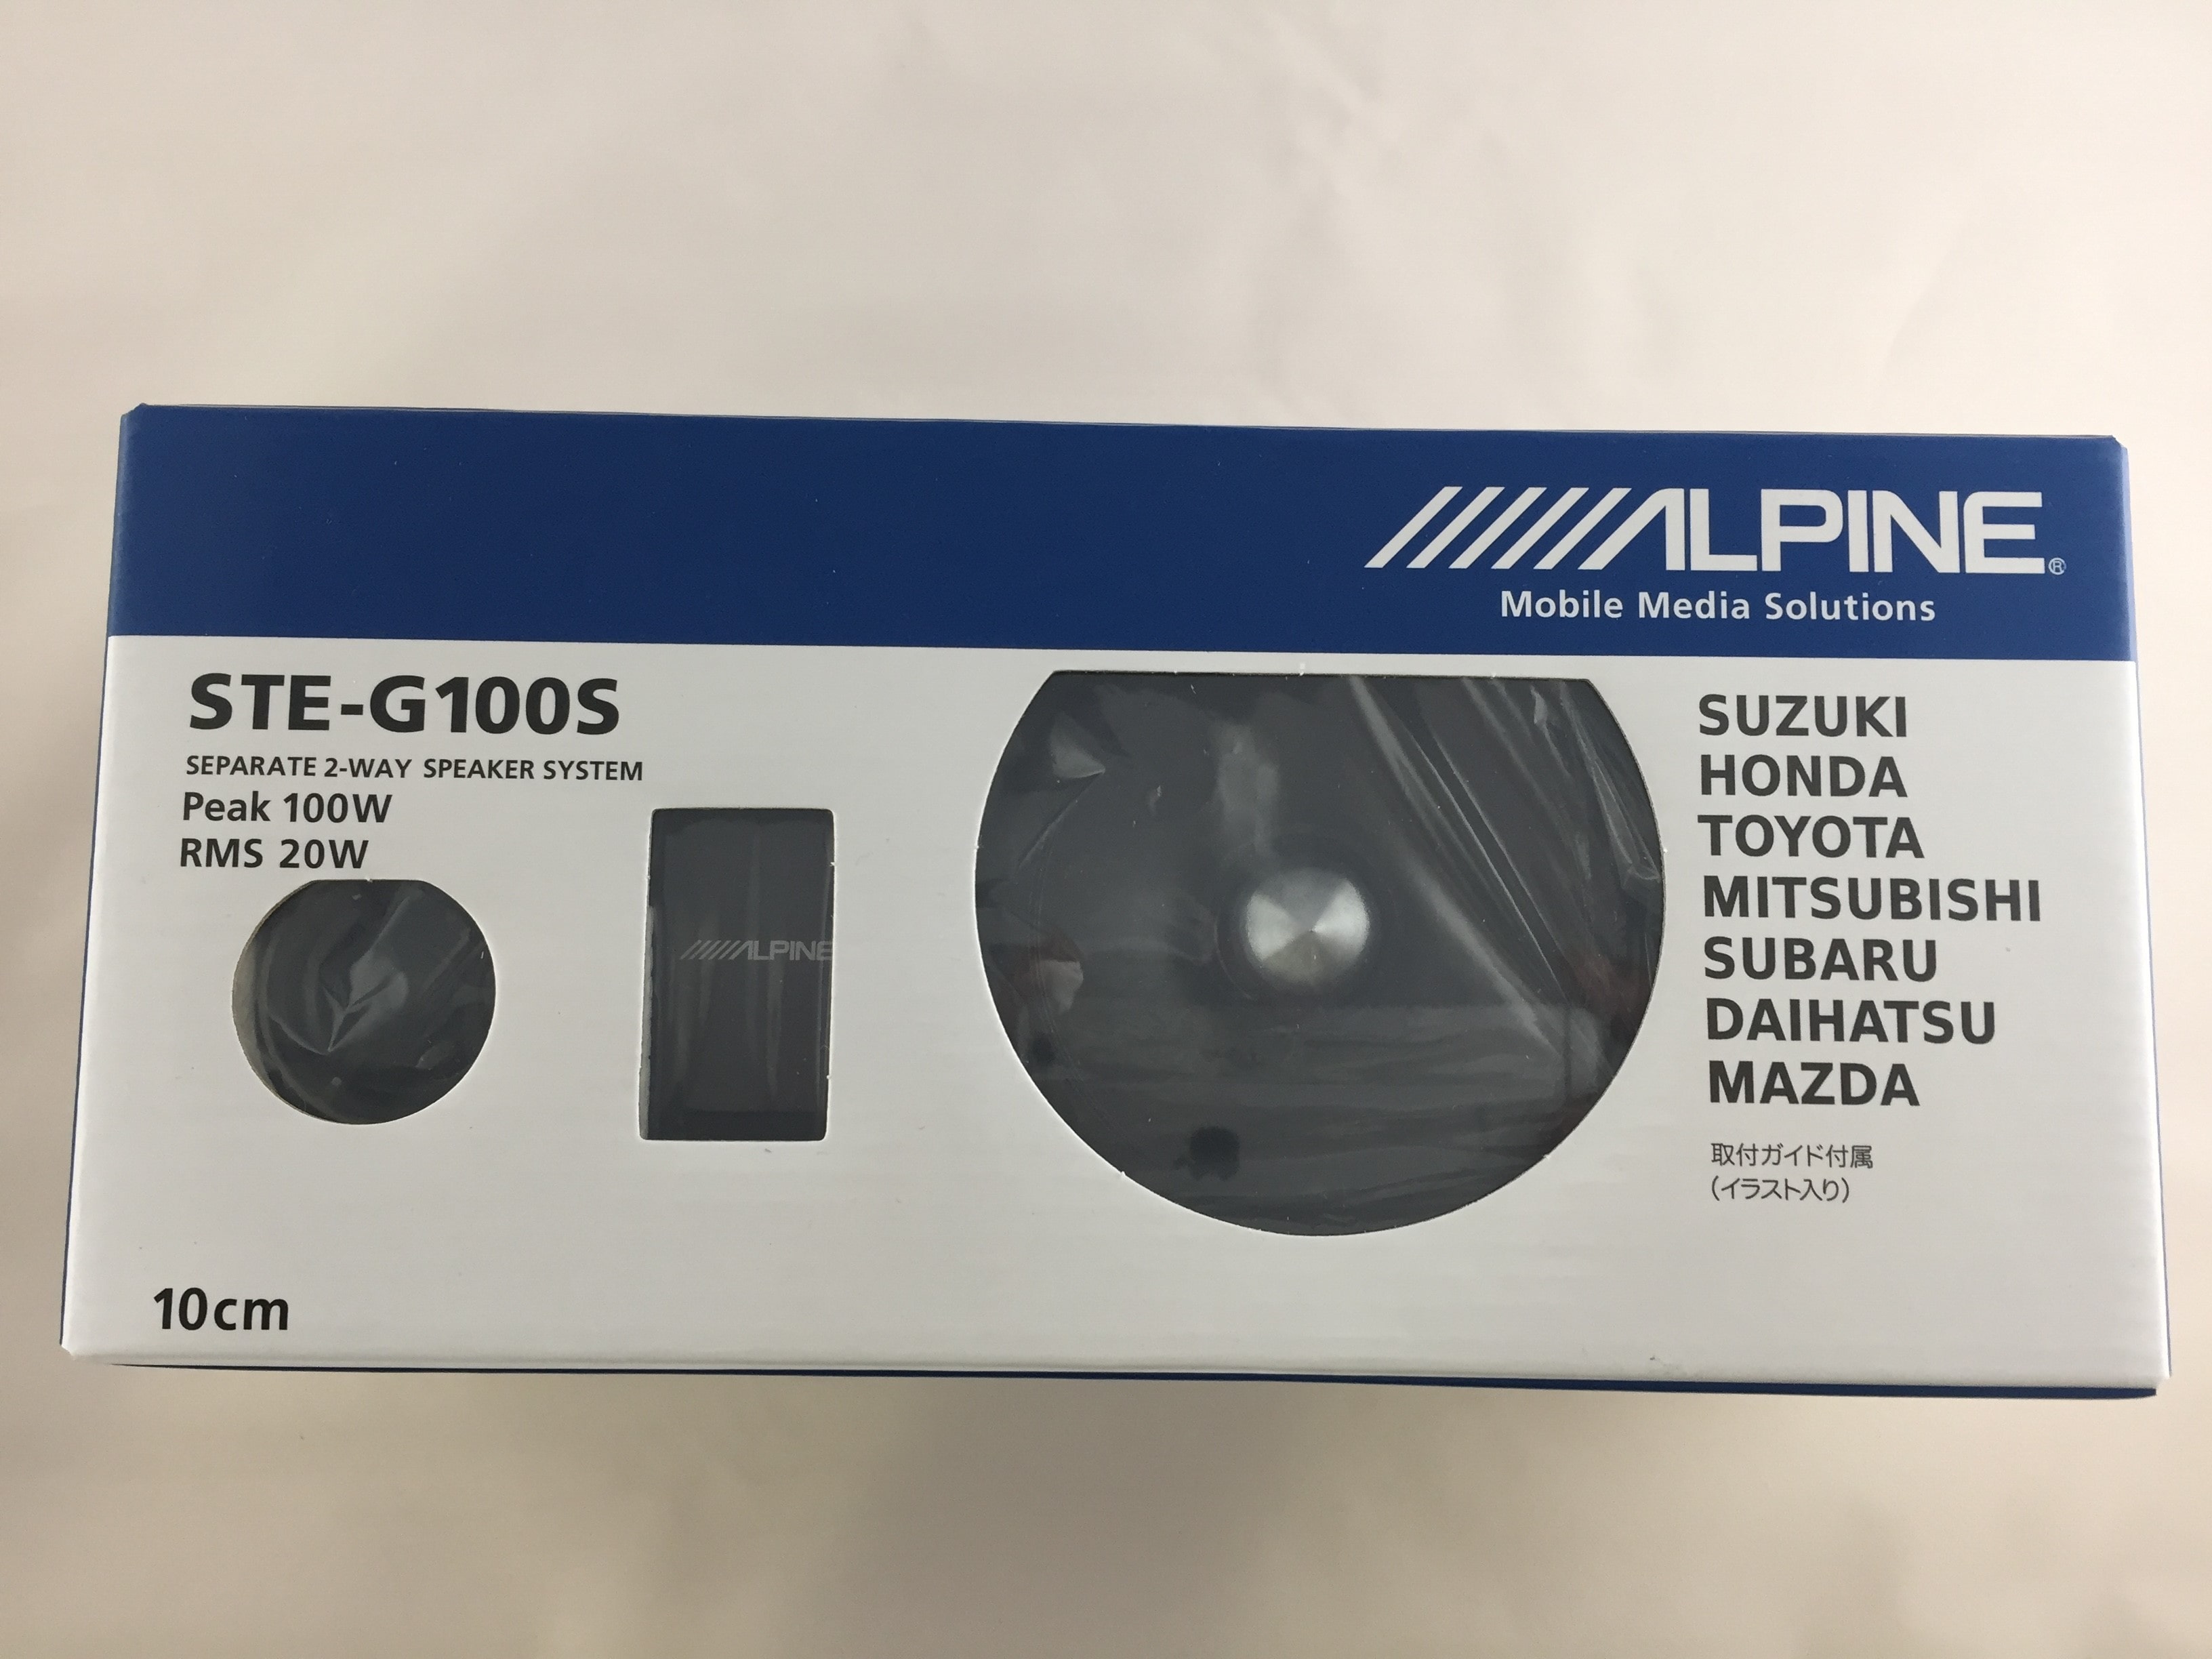 ALPINE®
Mobile Media Solutions
STE-G100S
SEPARATE 2-WAY SPEAKER SYSTEM
Peak 100W
RMS 20W
ALPINE
SUZUKI
HONDA
TOYOTA
MITSUBISHI
SUBARU
DAIHATSU
MAZDA
取付ガイド付属
(イラスト入り)
10cm